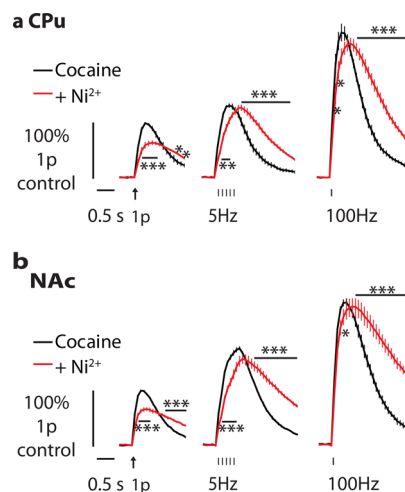 a CPu
Cocaine
+ Ni2+
100%
1p
control
***
**
**
***
***
*
*
0.5 s 1p
5Hz
100Hz
b NAc
Cocaine
+ Ni2+
100%
1p
control
***
***
***
***
***
*
0.5 s 1p
5Hz
100Hz